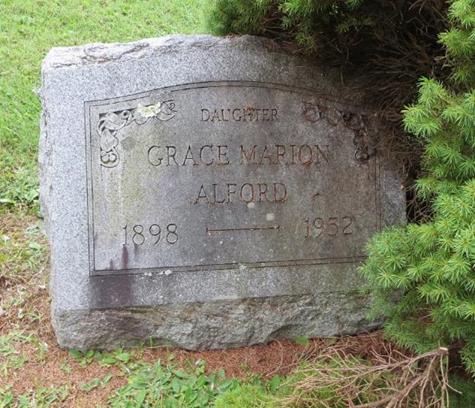 DAUGHTER
GRACE MARION
ALFORD
1898 — 1952